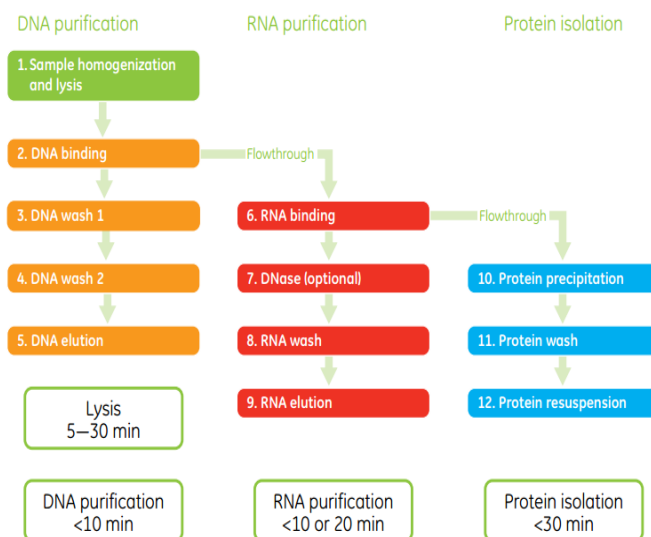 DNA purification
RNA purification
Protein isolation
1. Sample homogenization
and lysis
2. DNA binding
Flowthrough
3. DNA wash 1
6. RNA binding
Flowthrough
4. DNA wash 2
7. DNase (optional)
10. Protein precipitation
5. DNA elution
8. RNA wash
11. Protein wash
9. RNA elution
12. Protein resuspension
Lysis
5—30 min
DNA purification
<10 min
RNA purification
<10 or 20 min
Protein isolation
<30 min